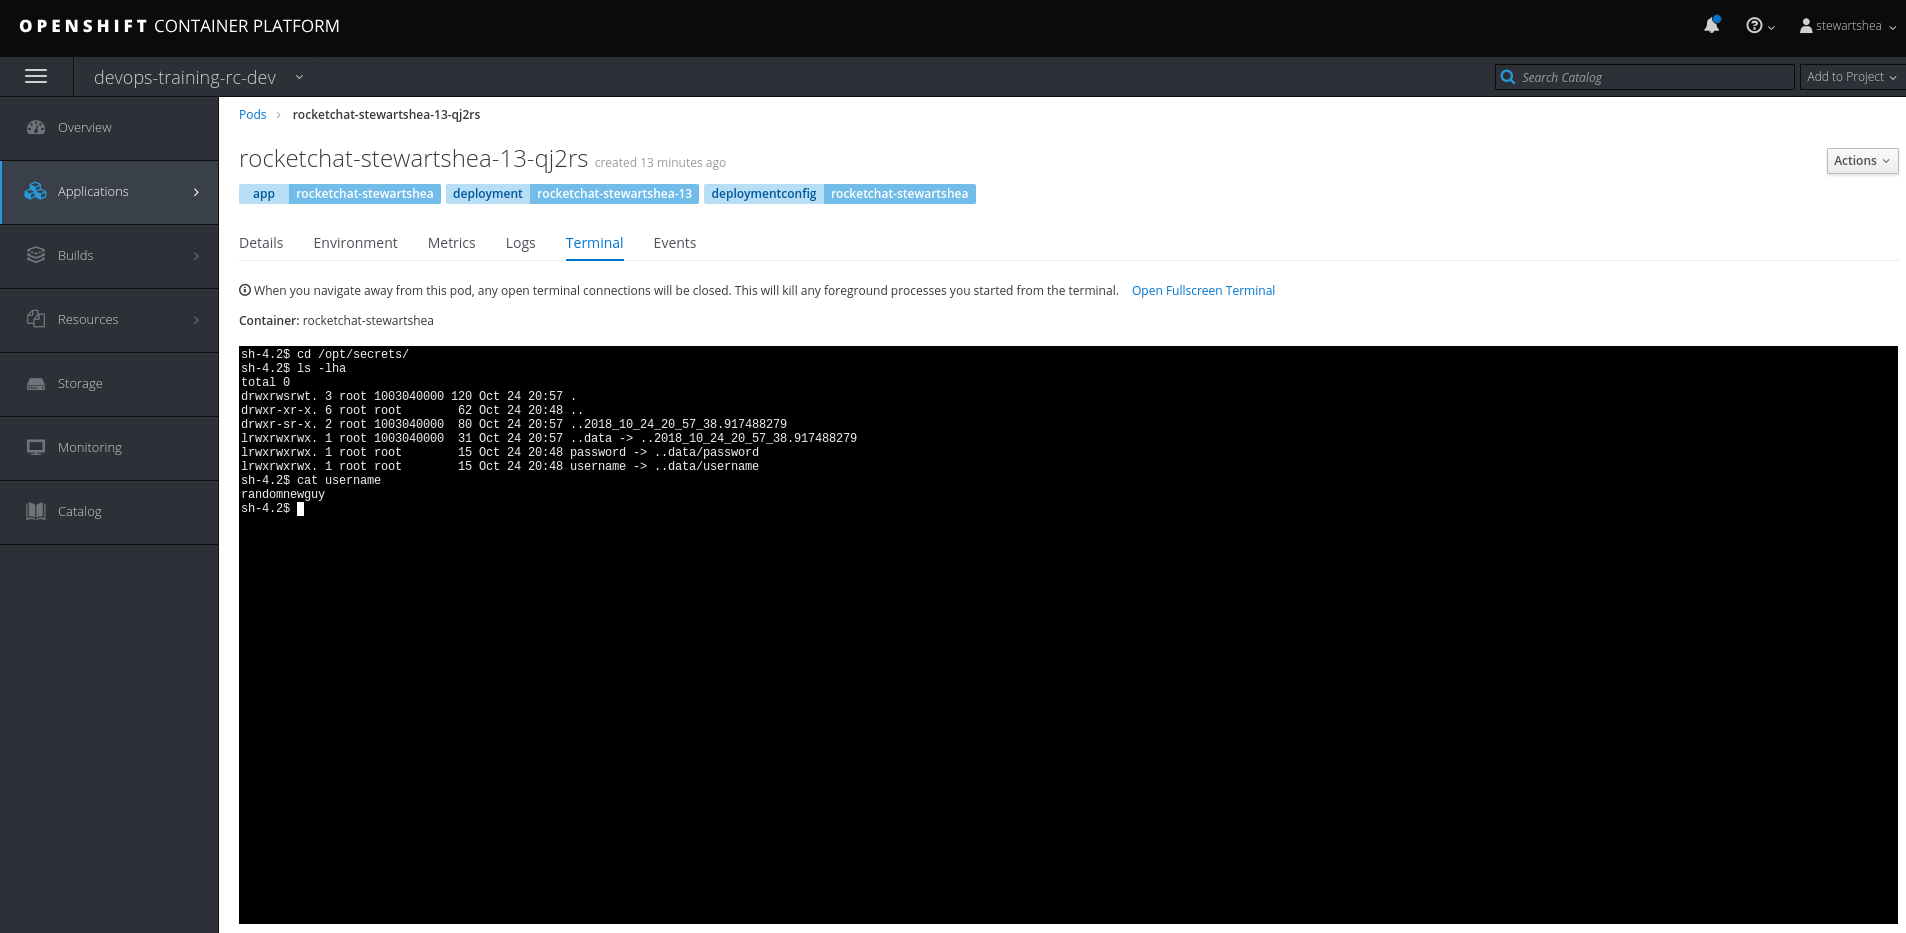 OPENSHIFT CONTAINER PLATFORM
stewartshea
devops-training-rc-dev
Search Catalog
Add to Project
Overview
Applications
Builds
Resources
Storage
Monitoring
Catalog
Pods > rocketchat-stewartshea-13-qj2rs
rocketchat-stewartshea-13-qj2rs created 13 minutes ago
Actions
app rocketchat-stewartshea deployment rocketchat-stewartshea-13 deploymentconfig rocketchat-stewartshea
Details Environment Metrics Logs Terminal Events
When you navigate away from this pod, any open terminal connections will be closed. This will kill any foreground processes you started from the terminal. Open Fullscreen Terminal
Container: rocketchat-stewartshea
sh-4.2$ cd /opt/secrets/
sh-4.2$ ls -lha
total 0
drwxrwsrwt. 3 root 1003040000 120 Oct 24 20:57 .
drwxr-xr-x. 6 root root        62 Oct 24 20:48 ..
drwxr-sr-x. 2 root 1003040000  80 Oct 24 20:57 ..2018_10_24_20_57_38.917488279
lrwxrwxrwx. 1 root 1003040000  31 Oct 24 20:57 ..data -> ..2018_10_24_20_57_38.917488279
lrwxrwxrwx. 1 root root        15 Oct 24 20:48 password -> ..data/password
lrwxrwxrwx. 1 root root        15 Oct 24 20:48 username -> ..data/username
sh-4.2$ cat username
randomnewguy
sh-4.2$